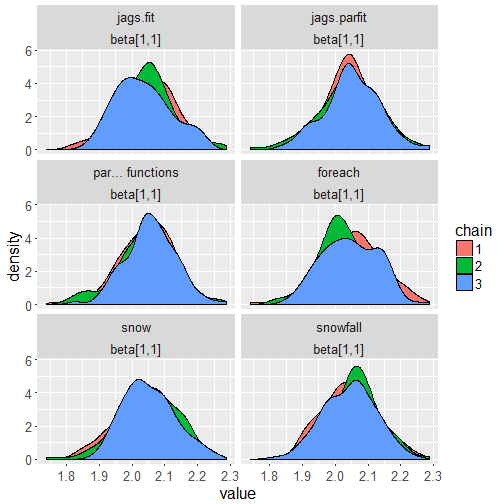 jags.fit
beta[1,1]
jags.parfit
beta[1,1]
6
4
2
0
par... functions
beta[1,1]
foreach
beta[1,1]
6
4
2
0
snow
beta[1,1]
snowfall
beta[1,1]
6
4
2
0
density
1.8 1.9 2.0 2.1 2.2 2.3
1.8 1.9 2.0 2.1 2.2 2.3
value
chain
1
2
3